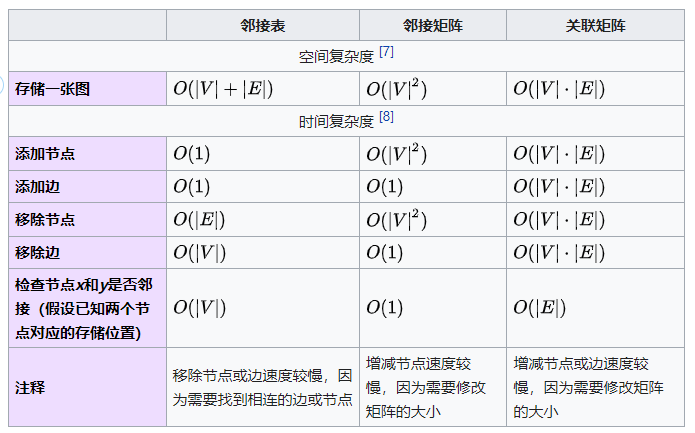 邻接表 邻接矩阵 关联矩阵
空间复杂度 [7]
存储一张图 O(|V| + |E|) O(|V|²) O(|V| · |E|)
时间复杂度 [8]
添加节点 O(1) O(|V|²) O(|V| · |E|)
添加边 O(1) O(1) O(|V| · |E|)
移除节点 O(|E|) O(|V|²) O(|V| · |E|)
移除边 O(|V|) O(1) O(|V| · |E|)
检查节点x和y是否邻
接（假设已知两个节
点对应的存储位置)
O(|V|) O(1) O(|E|)
注释
移除节点或边速度较慢，因
为需要找到相连的边或节点
增减节点速度较
慢，因为需要修改
矩阵的大小
增减节点或边速度较
慢，因为需要修改矩阵
的大小